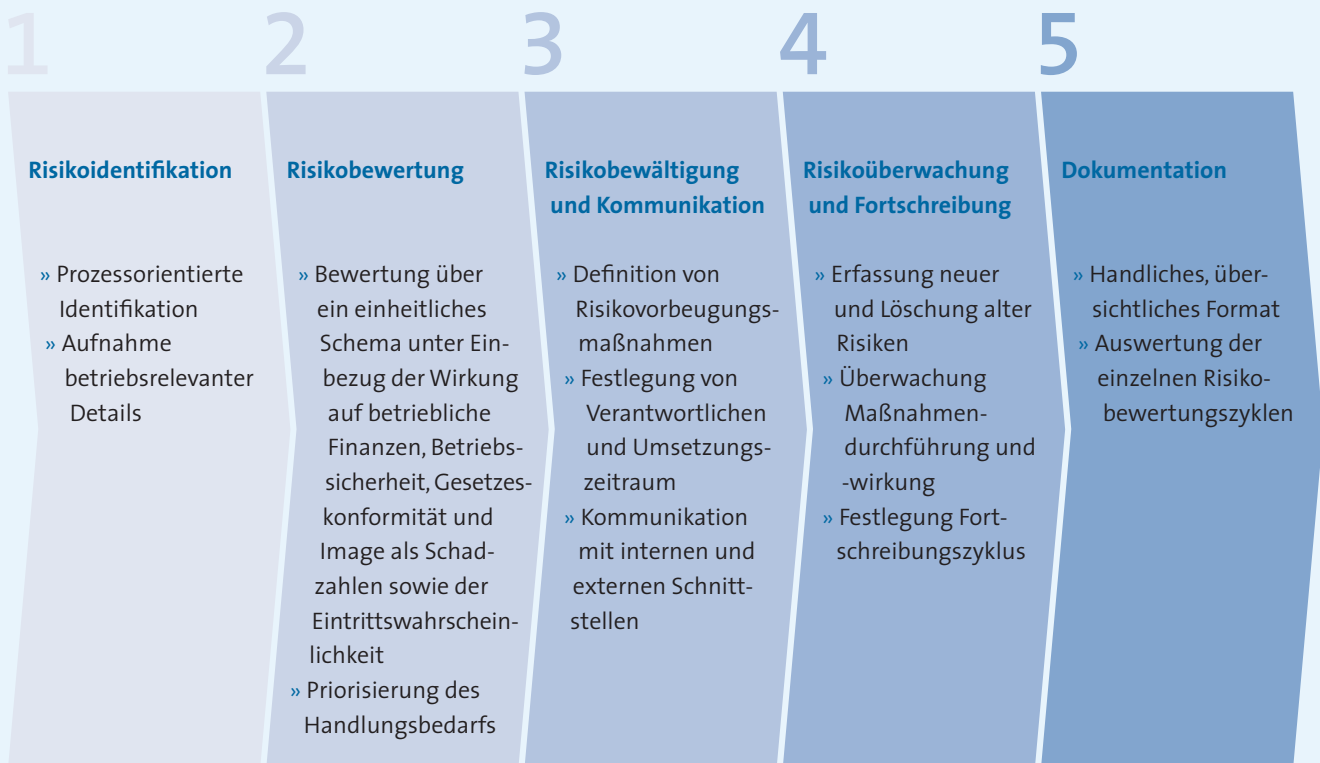 1
Risikoidentifikation
» Prozessorientierte
Identifikation
» Aufnahme
betriebsrelevanter
Details
2
Risikobewertung
» Bewertung über
ein einheitliches
Schema unter Ein-
bezug der Wirkung
auf betriebliche
Finanzen, Betriebs-
sicherheit, Gesetzes-
konformität und
Image als Schad-
zahlen sowie der
Eintrittswahrschein-
lichkeit
» Priorisierung des
Handlungsbedarfs
3
Risikobewältigung
und Kommunikation
» Definition von
Risikovorbeugungs-
maßnahmen
» Festlegung von
Verantwortlichen
und Umsetzungs-
zeitraum
» Kommunikation
mit internen und
externen Schnitt-
stellen
4
Risikoüberwachung
und Fortschreibung
» Erfassung neuer
und Löschung alter
Risiken
» Überwachung
Maßnahmen-
durchführung und
-wirkung
» Festlegung Fort-
schreibungszyklus
5
Dokumentation
» Handliches, über-
sichtliches Format
» Auswertung der
einzelnen Risiko-
bewertungszyklen